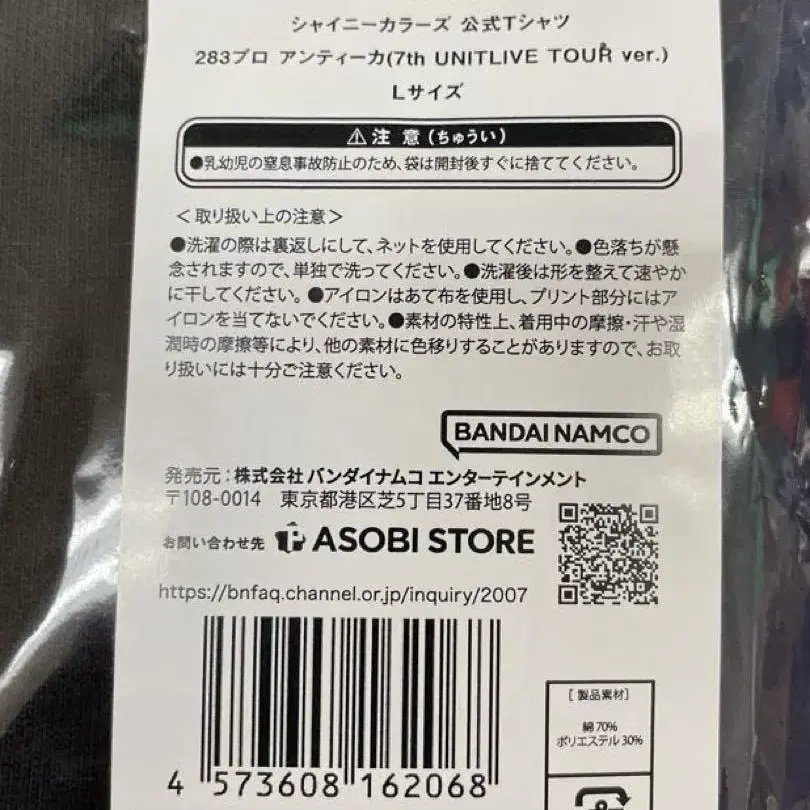 シャイニーカラーズ 公式Tシャツ
283プロ アンティーカ(7th UNITLIVE TOUR ver.)
Lサイズ
⚠注 意(ちゅうい)
●乳幼児の窒息事故防止のため、袋は開封後すぐに捨ててください。
＜取り扱い上の注意＞
●洗濯の際は裏返しにして、ネットを使用してください。●色落ちが懸
念されますので、単独で洗ってください。●洗濯後は形を整えて速やか
に干してください。●アイロンはあて布を使用し、プリント部分にはア
イロンを当てないでください。●素材の特性上、着用中の摩擦・汗や湿
潤時の摩擦等により、他の素材に色移りすることがありますので、お取
り扱いには十分ご注意ください。
BANDAI NAMCO
発売元：株式会社 バンダイナムコ エンターテインメント
〒108-0014 東京都港区芝5丁目37番地8号
お問い合わせ先 ASOBI STORE
https://bnfaq.channel.or.jp/inquiry/2007
4 573608 162068
[製品素材]
綿70%
ポリエステル30%